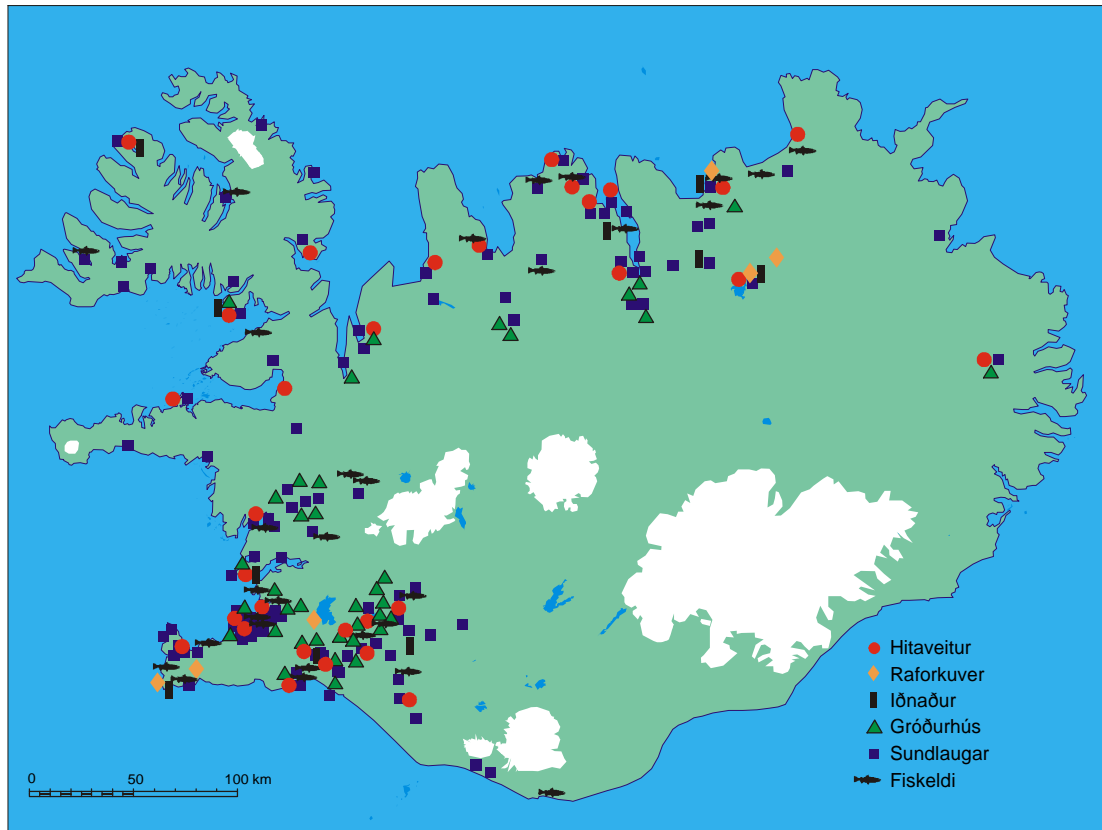 Hitaveitur
Raforkuver
Iðnaður
Gróðurhús
Sundlaugar
Fiskeldi
0 50 100 km